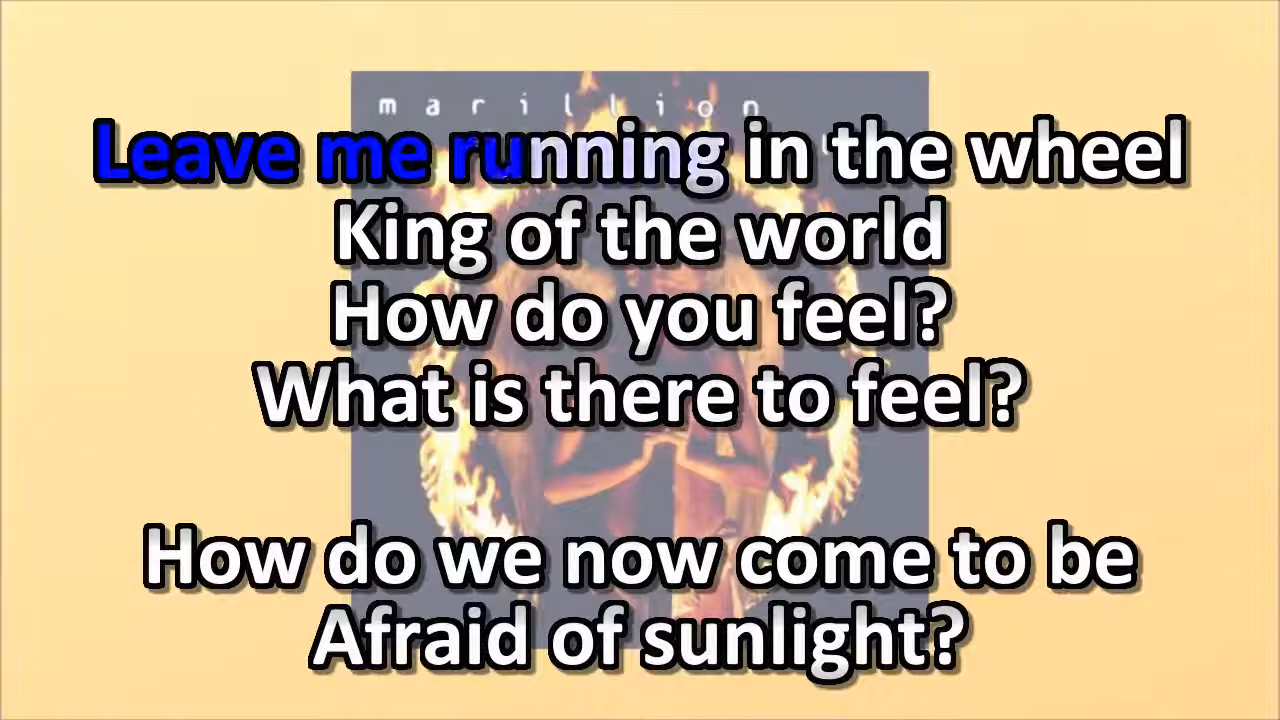 marillion
Leave me running in the wheel
King of the world
How do you feel?
What is there to feel?
How do we now come to be
Afraid of sunlight?